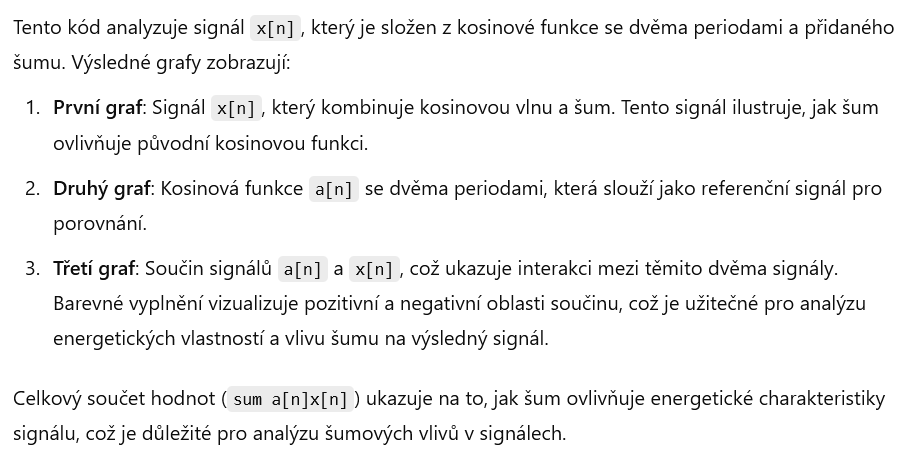 Tento kód analyzuje signál x[n], který je složen z kosinové funkce se dvěma periodami a přidaného
šumu. Výsledné grafy zobrazují:
1. První graf: Signál x[n], který kombinuje kosinovou vlnu a šum. Tento signál ilustruje, jak šum
ovlivňuje původní kosinovou funkci.
2. Druhý graf: Kosinová funkce a[n] se dvěma periodami, která slouží jako referenční signál pro
porovnání.
3. Třetí graf: Součin signálů a[n] a x[n], což ukazuje interakci mezi těmito dvěma signály.
Barevné vyplnění vizualizuje pozitivní a negativní oblasti součinu, což je užitečné pro analýzu
energetických vlastností a vlivu šumu na výsledný signál.
Celkový součet hodnot (sum a[n]x[n]) ukazuje na to, jak šum ovlivňuje energetické charakteristiky
signálu, což je důležité pro analýzu šumových vlivů v signálech.